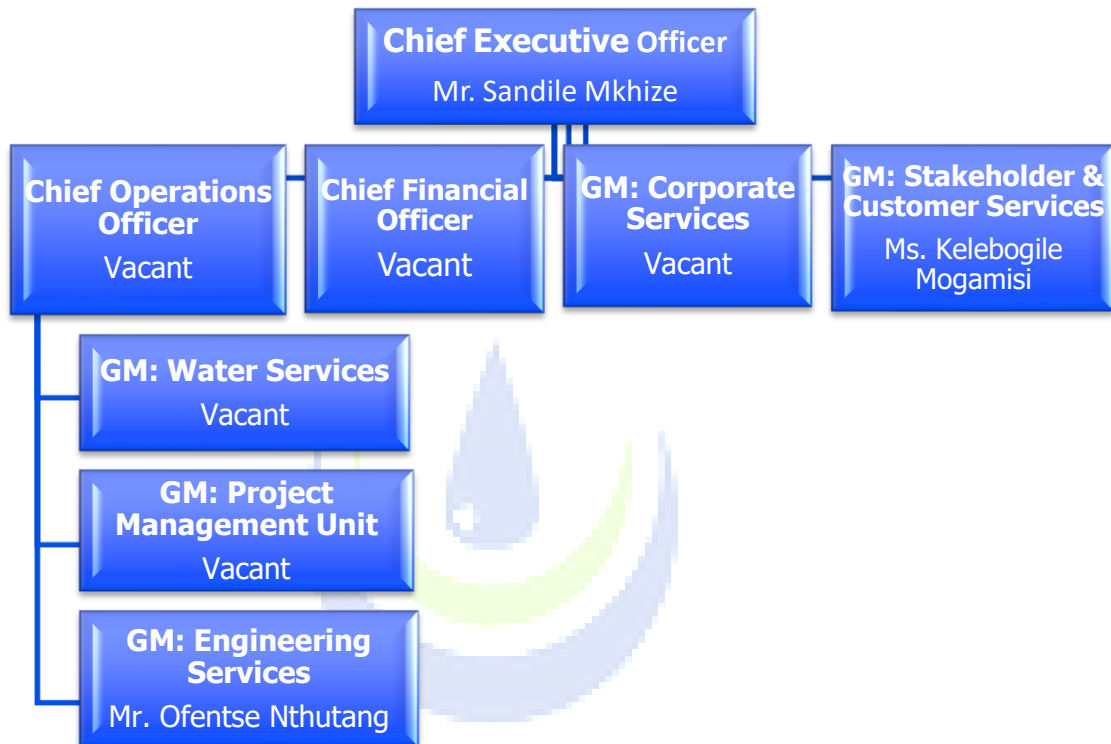 Chief Executive Officer
Mr. Sandile Mkhize
Chief Operations
Officer
Vacant
Chief Financial
Officer
Vacant
GM: Corporate
Services
Vacant
GM: Stakeholder &
Customer Services
Ms. Kelebogile
Mogamisi
GM: Water Services
Vacant
GM: Project
Management Unit
Vacant
GM: Engineering
Services
Mr. Ofentse Nthutang